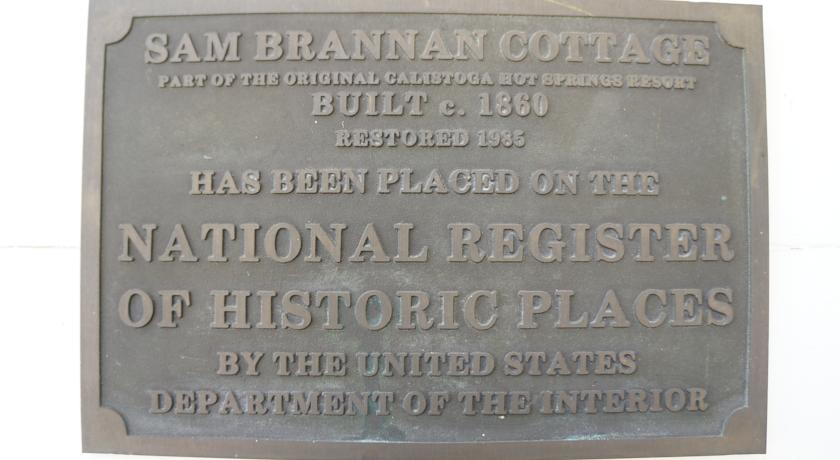 SAM BRANNAN COTTAGE
PART OF THE ORIGINAL CALISTOGA HOT SPRINGS RESORT
BUILT c. 1860
RESTORED 1985
HAS BEEN PLACED ON THE
NATIONAL REGISTER
OF HISTORIC PLACES
BY THE UNITED STATES
DEPARTMENT OF THE INTERIOR